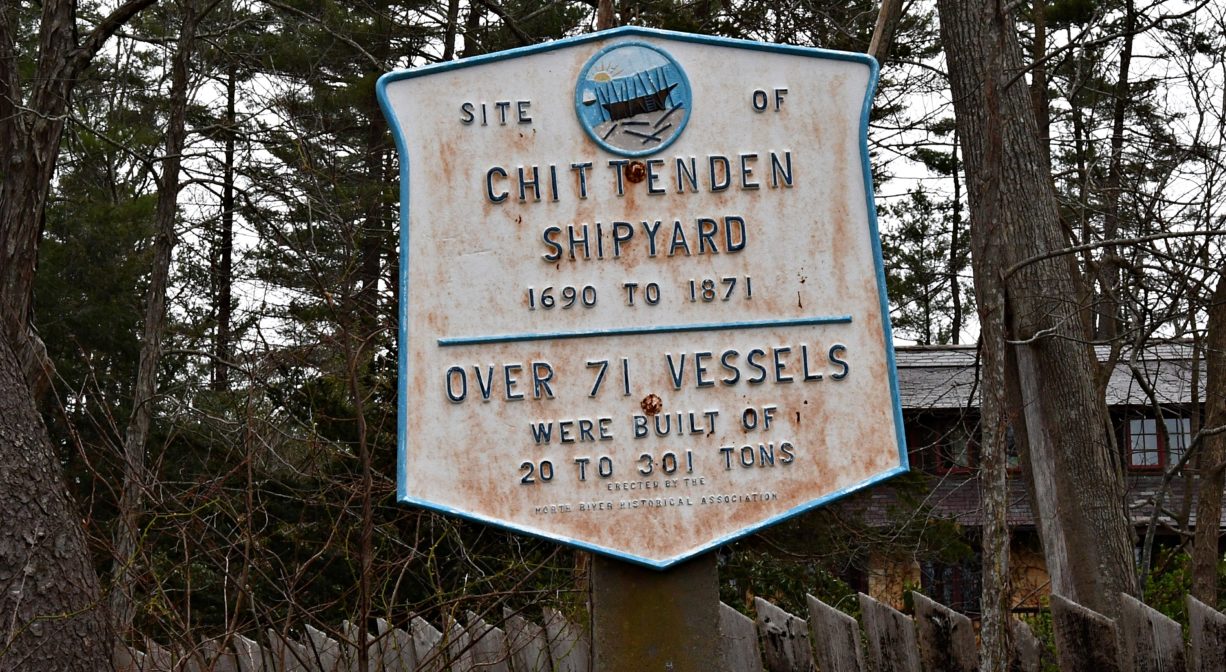 SITE OF
CHITTENDEN
SHIPYARD
1690 TO 1871
OVER 71 VESSELS
WERE BUILT OF
20 TO 301 TONS
ERECTED BY THE
NORTH RIVER HISTORICAL ASSOCIATION